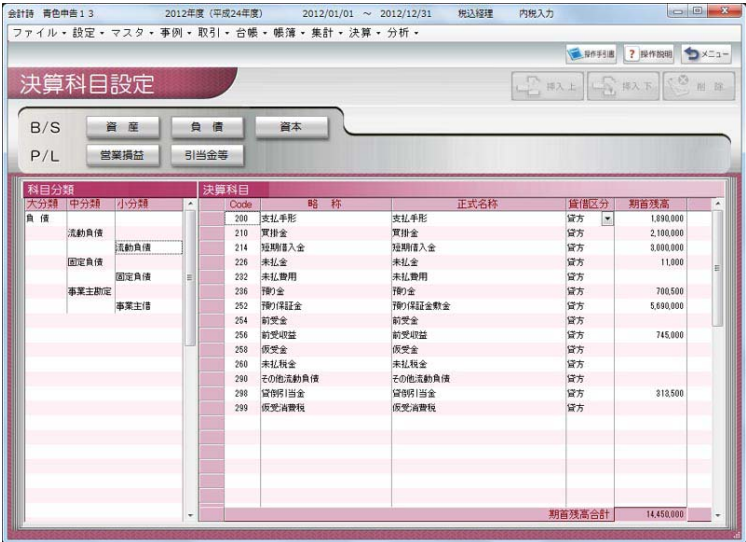 会計詩 青色申告13 2012年度 (平成24年度) 2012/01/01 ～ 2012/12/31 税込経理 内税入力
ファイル・設定・マスタ・事例・取引・台帳・帳簿・集計・決算・分析・
操作手引書 ? 操作説明 メニュー
決算科目設定 挿入上 挿入下 削除
B/S 資産 負債 資本
P/L 営業損益 引当金等
科目分類 決算科目
大分類 中分類 小分類 Code 略称 正式名称 貸借区分 期首残高
負債 200 支払手形 支払手形 貸方 1,890,000
流動負債 210 買掛金 買掛金 貸方 2,100,000
流動負債 214 短期借入金 短期借入金 貸方 3,000,000
固定負債 226 未払金 未払金 貸方 11,000
固定負債 232 未払費用 未払費用 貸方
事業主勘定 236 預り金 預り金 貸方 700,500
事業主借 252 預り保証金 預り保証金敷金 貸方 5,690,000
254 前受金 前受金 貸方
256 前受収益 前受収益 貸方 745,000
258 仮受金 仮受金 貸方
260 未払税金 未払税金 貸方
290 その他流動負債 その他流動負債 貸方
298 貸倒引当金 貸倒引当金 貸方 313,500
299 仮受消費税 仮受消費税 貸方
期首残高合計 14,450,000